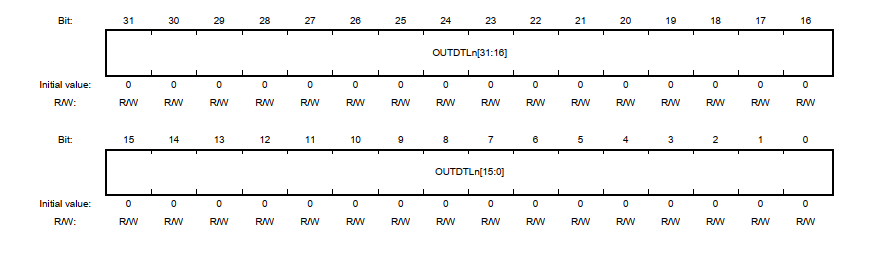 Bit: 31 30 29 28 27 26 25 24 23 22 21 20 19 18 17 16
OUTDTLn[31:16]
Initial value: 0 0 0 0 0 0 0 0 0 0 0 0 0 0 0 0
R/W: R/W R/W R/W R/W R/W R/W R/W R/W R/W R/W R/W R/W R/W R/W R/W R/W
Bit: 15 14 13 12 11 10 9 8 7 6 5 4 3 2 1 0
OUTDTLn[15:0]
Initial value: 0 0 0 0 0 0 0 0 0 0 0 0 0 0 0 0
R/W: R/W R/W R/W R/W R/W R/W R/W R/W R/W R/W R/W R/W R/W R/W R/W R/W